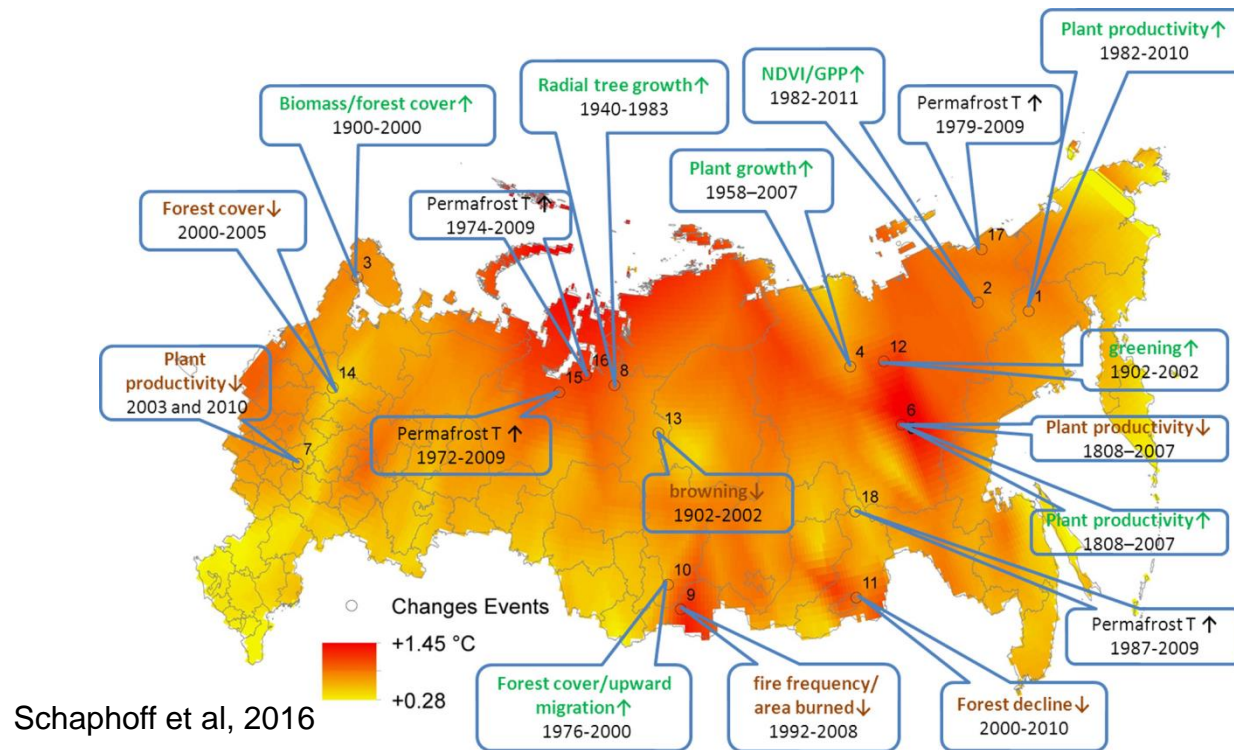 Plant productivity↑
1982-2010
NDVI/GPP↑
1982-2011
Radial tree growth↑
1940-1983
Permafrost T ↑
1979-2009
Biomass/forest cover↑
1900-2000
Plant growth↑
1958–2007
Permafrost T ↑
1974-2009
Forest cover↓
2000-2005
17
3
2
1
12
greening↑
1902-2002
4
16
15
8
14
Plant
productivity↓
2003 and 2010
6
5
Plant productivity↓
1808–2007
13
Permafrost T ↑
1972-2009
7
browning↓
1902-2002
18
Plant productivity↑
1808–2007
10
9
11
Changes Events
+1.45 °C
+0.28
Permafrost T ↑
1987-2009
Forest cover/upward
migration↑
1976-2000
fire frequency/
area burned↓
1992-2008
Forest decline↓
2000-2010
Schaphoff et al, 2016